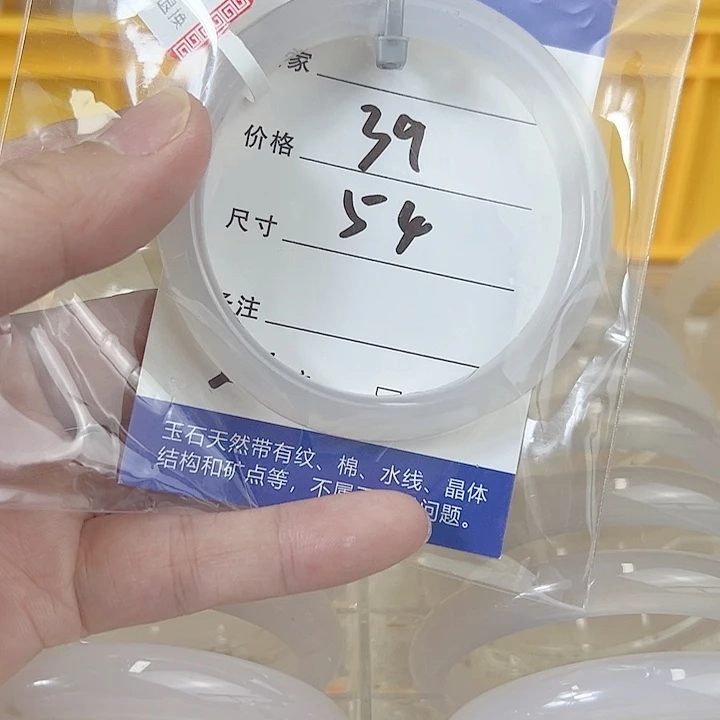 家
价格 39
尺寸 54
注
玉石天然带有纹、棉、水线、晶体
结构和矿点等，不属 问题。